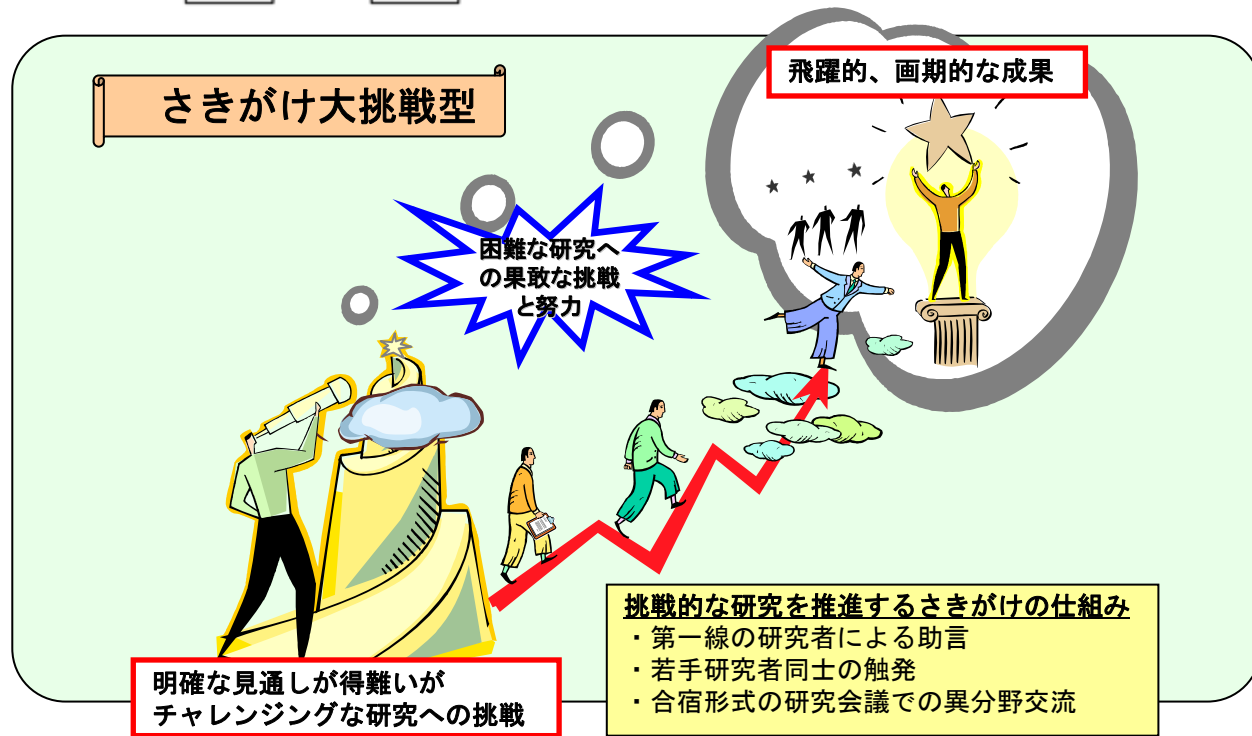 さきがけ大挑戦型
飛躍的、画期的な成果
困難な研究へ
の果敢な挑戦
と努力
明確な見通しが得難いが
チャレンジングな研究への挑戦
挑戦的な研究を推進するさきがけの仕組み
・第一線の研究者による助言
・若手研究者同士の触発
・合宿形式の研究会議での異分野交流